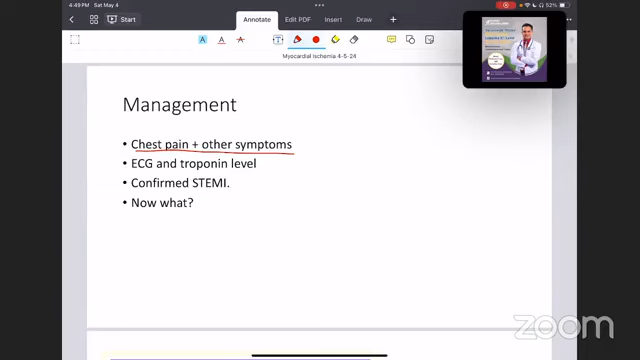 4:49 PM Sat May 4
52%
Start
Annotate
Edit PDF
Insert
Draw
Myocardial Ischemia 4-5-24
Management
• Chest pain + other symptoms
• ECG and troponin level
• Confirmed STEMI.
• Now what?
zoom